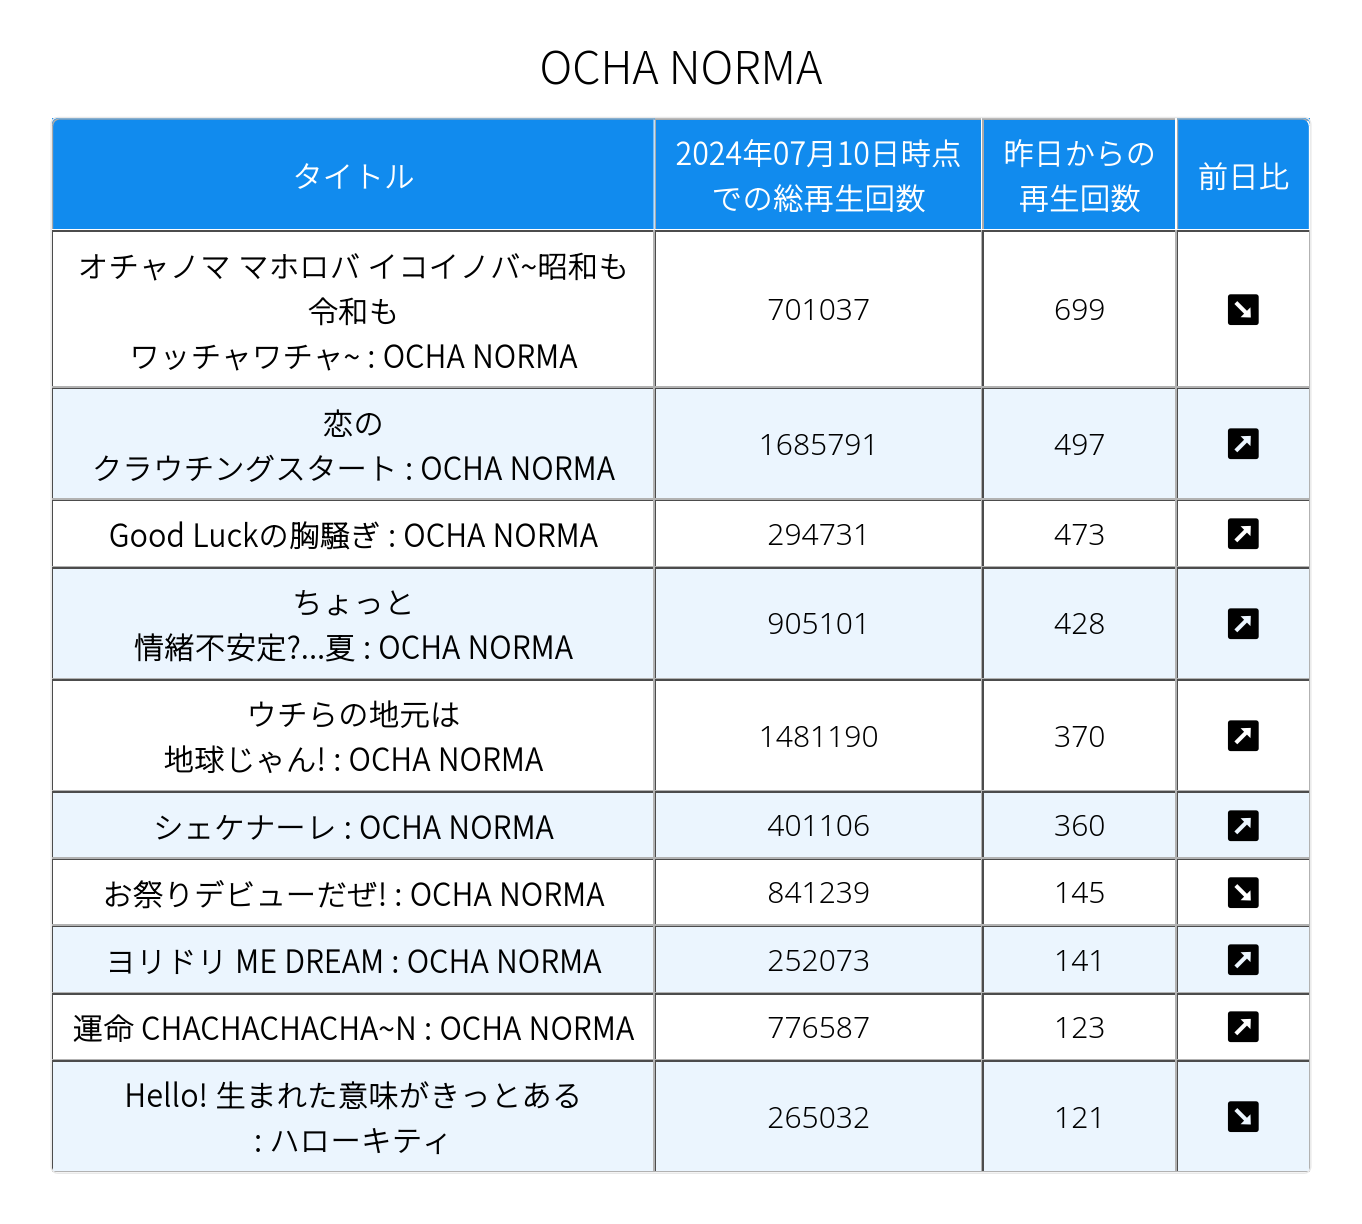 OCHA NORMA
タイトル
2024年07月10日時点
での総再生回数
昨日からの
再生回数
前日比
オチャノマ マホロバ イコイノバ~昭和も
令和も
ワッチャワチャ~ : OCHA NORMA
701037
699
恋の
クラウチングスタート : OCHA NORMA
1685791
497
Good Luckの胸騒ぎ : OCHA NORMA
294731
473
ちょっと
情緒不安定?...夏 : OCHA NORMA
905101
428
ウチらの地元は
地球じゃん! : OCHA NORMA
1481190
370
シェケナーレ : OCHA NORMA
401106
360
お祭りデビューだぜ! : OCHA NORMA
841239
145
ヨリドリ ME DREAM : OCHA NORMA
252073
141
運命 CHACHACHACHA~N : OCHA NORMA
776587
123
Hello! 生まれた意味がきっとある
: ハローキティ
265032
121